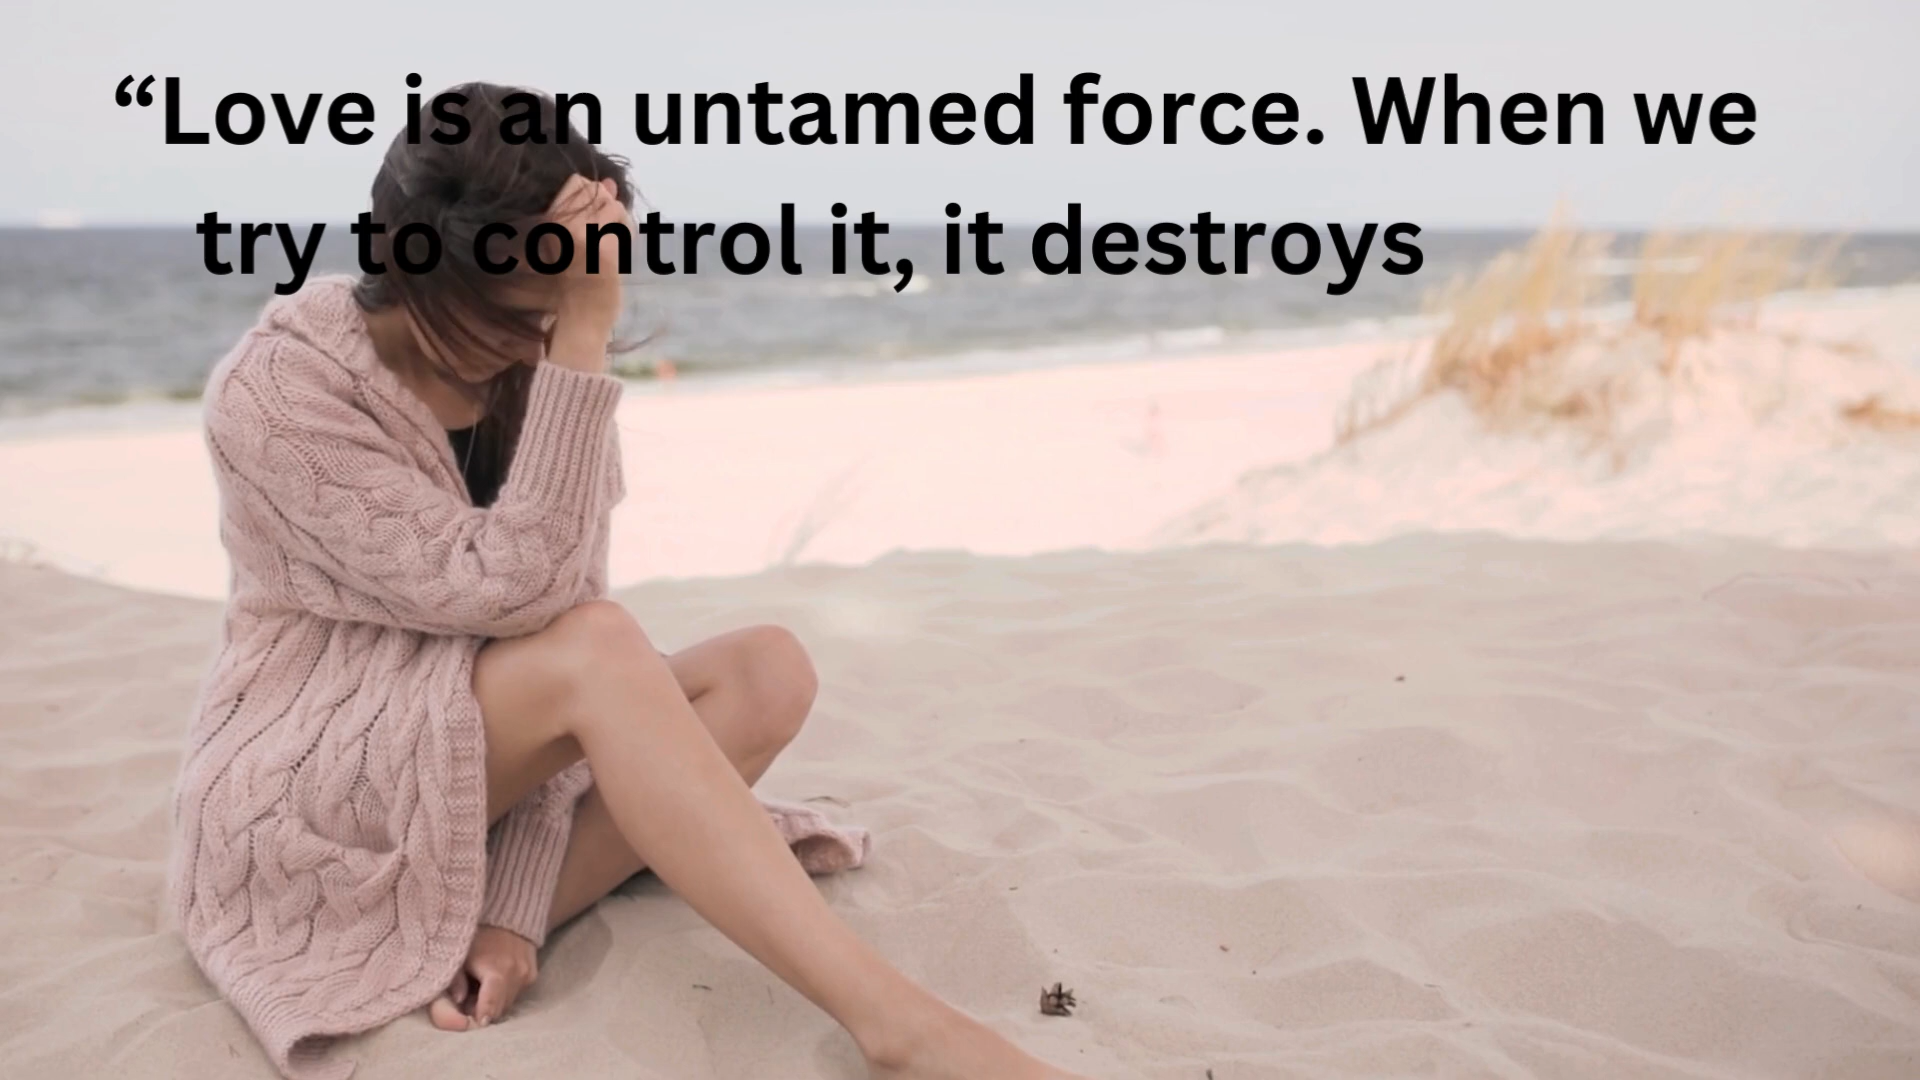 “Love is an untamed force. When we
try to control it, it destroys